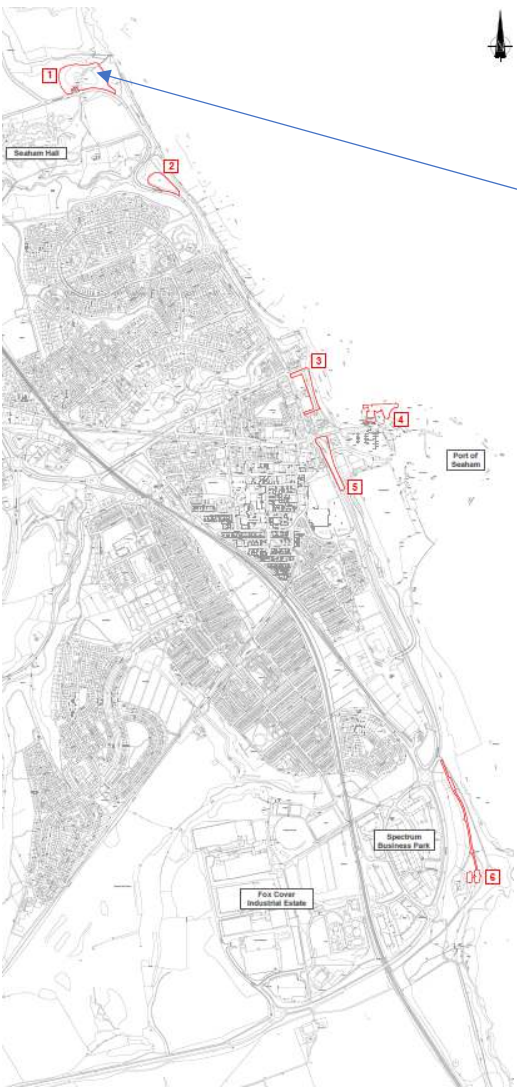 1
Seaham Hall
2
3
4
Port of
Seaham
5
Spectrum
Business Park
6
Fox Cover
Industrial Estate